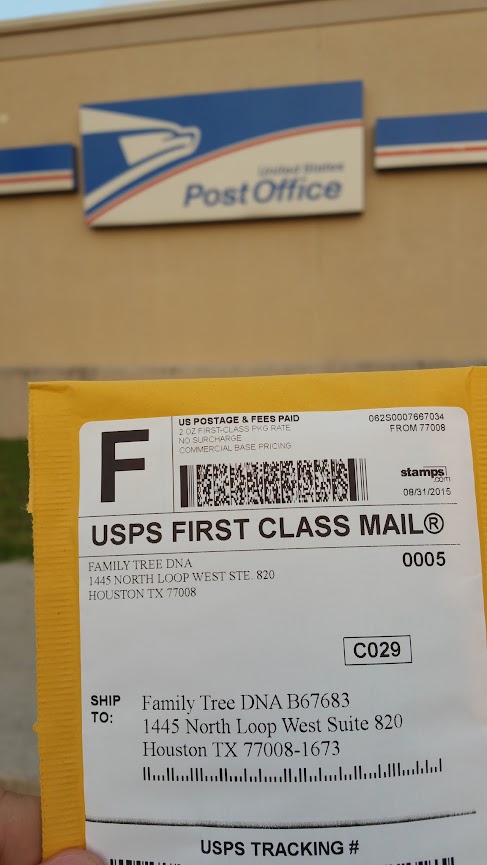 United States
Post Office
F
US POSTAGE & FEES PAID
2 OZ FIRST-CLASS PKG RATE
NO SURCHARGE
COMMERCIAL BASE PRICING
062S0007667034
FROM 77008
stamps
.com
08/31/2015
USPS FIRST CLASS MAIL®
FAMILY TREE DNA
1445 NORTH LOOP WEST STE. 820
HOUSTON TX 77008
0005
C029
SHIP
TO:
Family Tree DNA B67683
1445 North Loop West Suite 820
Houston TX 77008-1673
USPS TRACKING #